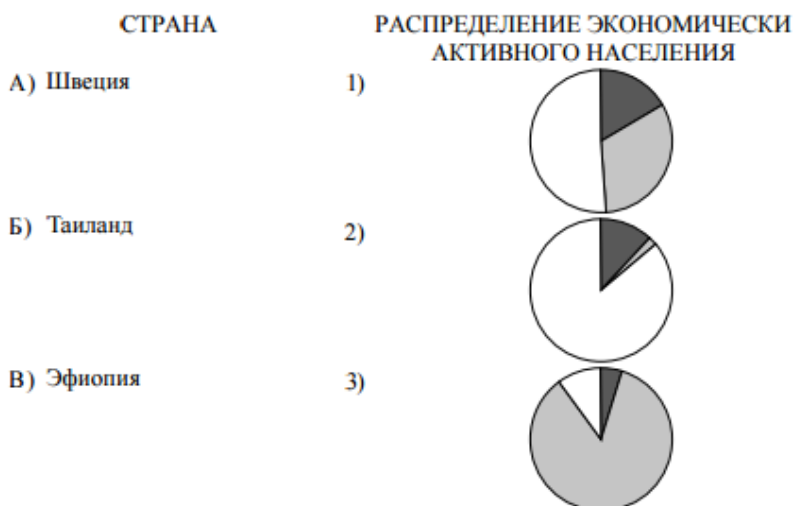 СТРАНА
РАСПРЕДЕЛЕНИЕ ЭКОНОМИЧЕСКИ
АКТИВНОГО НАСЕЛЕНИЯ
А) Швеция
1)
Б) Таиланд
2)
В) Эфиопия
3)